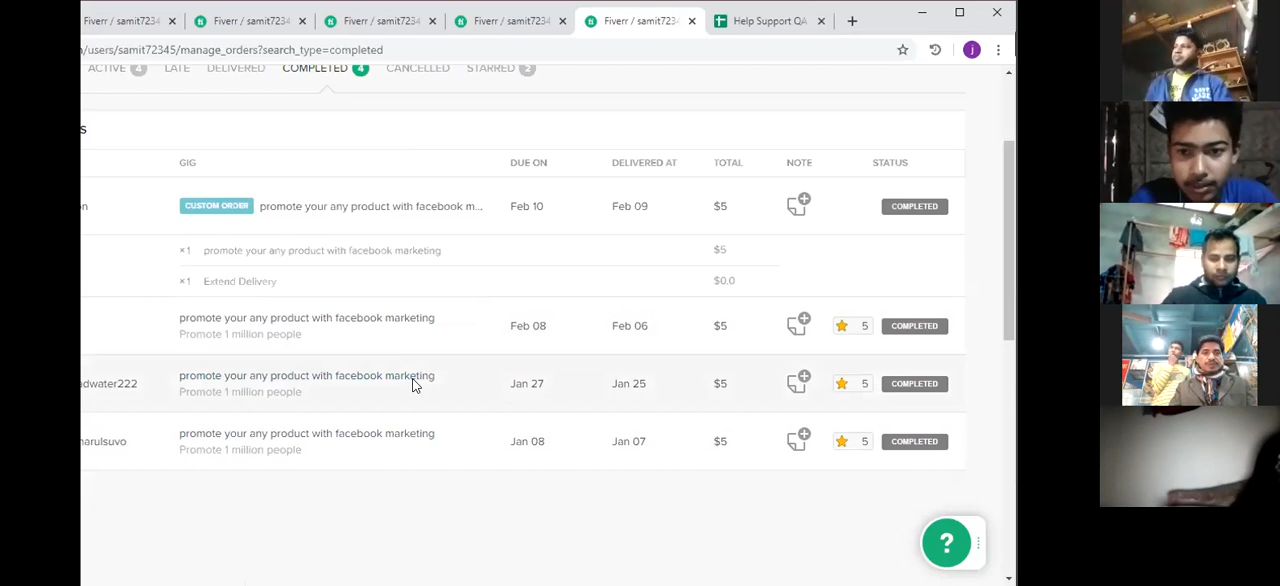 Fiverr / samit7234
Fiverr / samit7234
Fiverr / samit7234
Fiverr / samit7234
Fiverr / samit7234
Help Support QA
/users/samit72345/manage_orders?search_type=completed
j
ACTIVE 4
LATE
DELIVERED
COMPLETED 4
CANCELLED
STARRED 2
S
GIG
DUE ON
DELIVERED AT
TOTAL
NOTE
STATUS
on
CUSTOM ORDER
promote your any product with facebook m...
Feb 10
Feb 09
$5
COMPLETED
×1 promote your any product with facebook marketing
$5
×1 Extend Delivery
$0.0
promote your any product with facebook marketing
Promote 1 million people
Feb 08
Feb 06
$5
5
COMPLETED
adwater222
promote your any product with facebook marketing
Promote 1 million people
Jan 27
Jan 25
$5
5
COMPLETED
arulsuvo
promote your any product with facebook marketing
Promote 1 million people
Jan 08
Jan 07
$5
5
COMPLETED
?